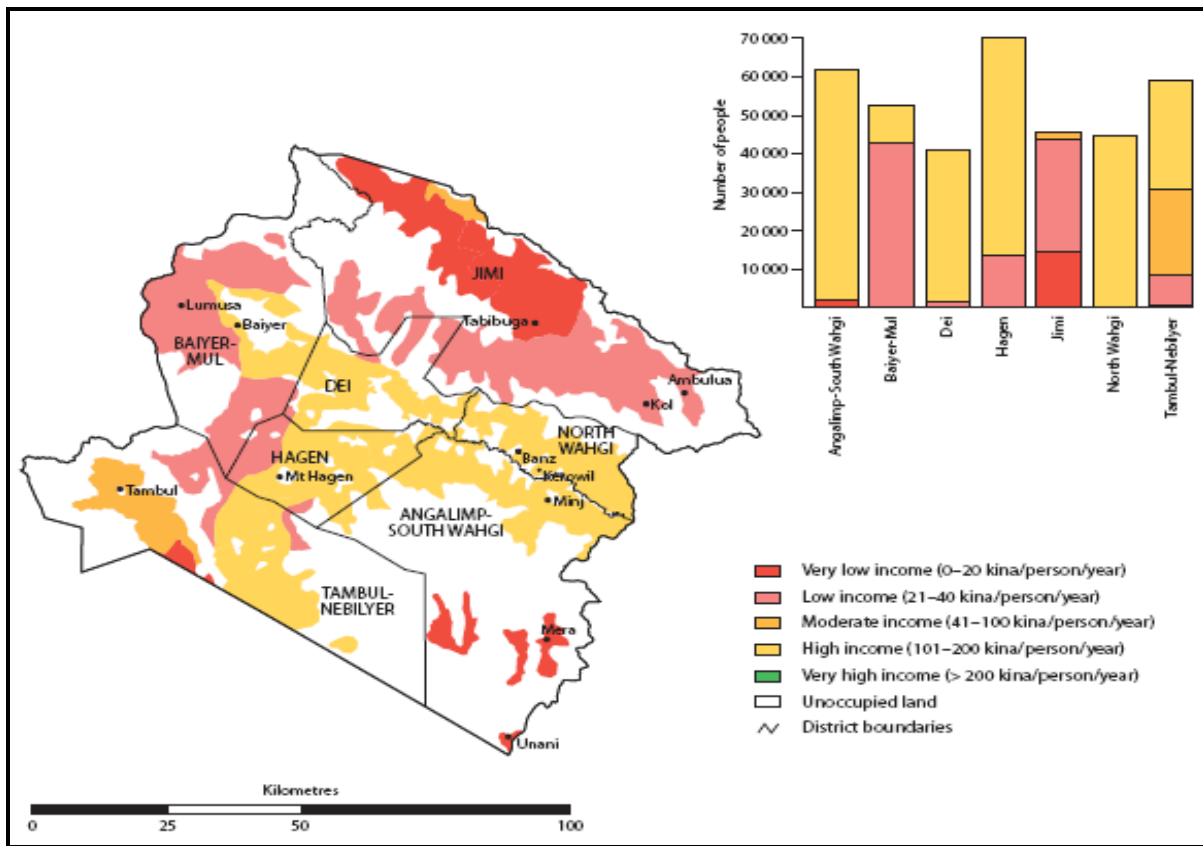 70 000
60 000
50 000
40 000
30 000
20 000
10 000
Number of people
Angalimp-South Wahgi
Baiyer-Mul
Dei
Hagen
Jimi
North Wahgi
Tambul-Nebilyer
JIMI
Lumusa
Baiyer
Tabibuga
BAIYER-
MUL
DEI
Ambulua
Kol
NORTH
WAHGI
HAGEN
Banz
Mt Hagen
Kerowil
Tambul
Minj
ANGALIMP-
SOUTH WAHGI
TAMBUL-
NEBILYER
Mera
Unani
Very low income (0–20 kina/person/year)
Low income (21–40 kina/person/year)
Moderate income (41–100 kina/person/year)
High income (101–200 kina/person/year)
Very high income (> 200 kina/person/year)
Unoccupied land
District boundaries
Kilometres
0 25 50 100